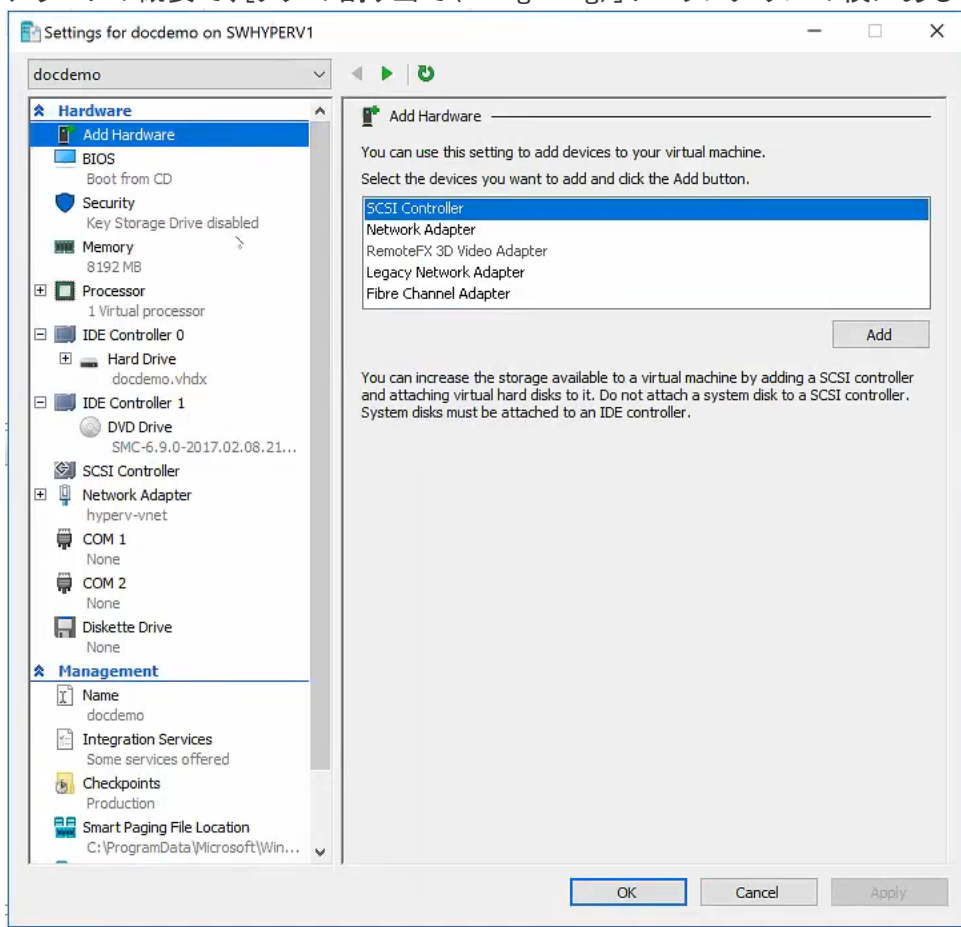 Settings for docdemo on SWHYPERV1
docdemo
Hardware
Add Hardware
BIOS
Boot from CD
Security
Key Storage Drive disabled
Memory
8192 MB
Processor
1 Virtual processor
IDE Controller 0
Hard Drive
docdemo.vhdx
IDE Controller 1
DVD Drive
SMC-6.9.0-2017.02.08.21...
SCSI Controller
Network Adapter
hyperv-vnet
COM 1
None
COM 2
None
Diskette Drive
None
Management
Name
docdemo
Integration Services
Some services offered
Checkpoints
Production
Smart Paging File Location
C:\ProgramData\Microsoft\Win...
Add Hardware
You can use this setting to add devices to your virtual machine.
Select the devices you want to add and click the Add button.
SCSI Controller
Network Adapter
RemoteFX 3D Video Adapter
Legacy Network Adapter
Fibre Channel Adapter
Add
You can increase the storage available to a virtual machine by adding a SCSI controller
and attaching virtual hard disks to it. Do not attach a system disk to a SCSI controller.
System disks must be attached to an IDE controller.
OK
Cancel
Apply